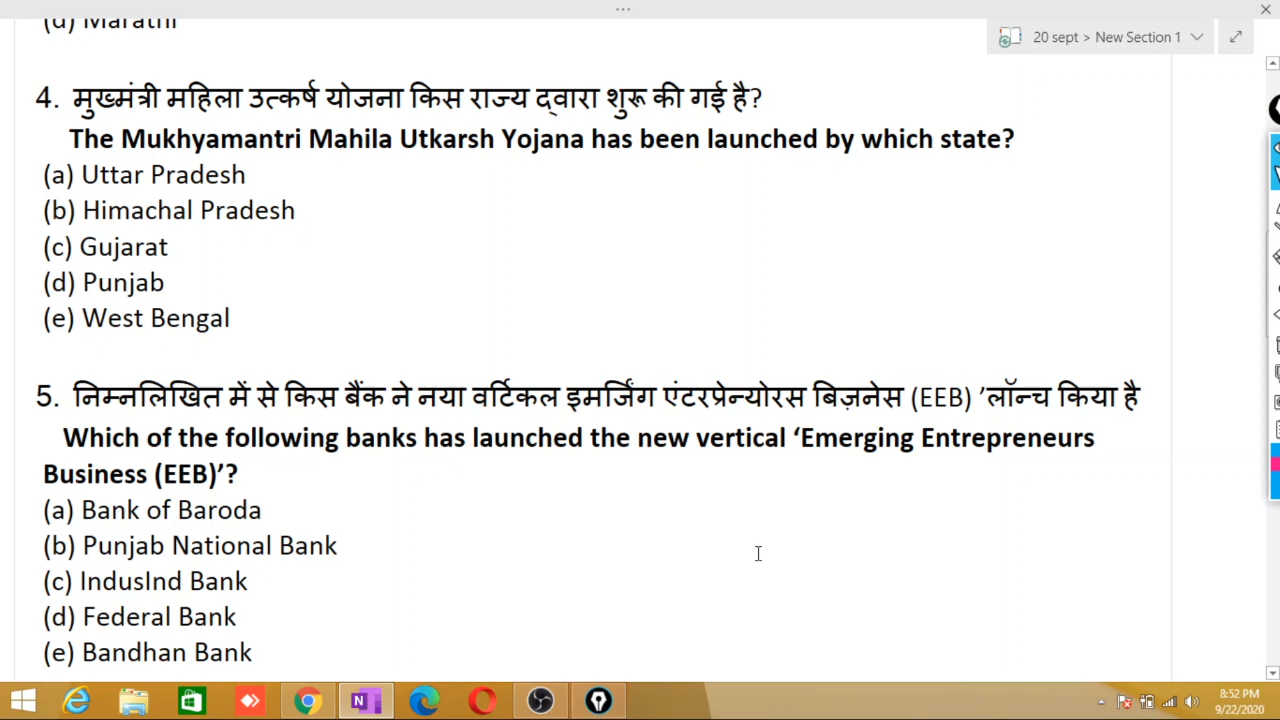 (d) Marathi
20 sept > New Section 1
4. मुख्मंत्री महिला उत्कर्ष योजना किस राज्य द्वारा शुरू की गई है?
The Mukhyamantri Mahila Utkarsh Yojana has been launched by which state?
(a) Uttar Pradesh
(b) Himachal Pradesh
(c) Gujarat
(d) Punjab
(e) West Bengal
5. निम्नलिखित में से किस बैंक ने नया वर्टिकल इमर्जिंग एंटरप्रेन्योरस बिज़नेस (EEB) ’लॉन्च किया है
Which of the following banks has launched the new vertical ‘Emerging Entrepreneurs
Business (EEB)’?
(a) Bank of Baroda
(b) Punjab National Bank
(c) IndusInd Bank
(d) Federal Bank
(e) Bandhan Bank
8:52 PM
9/22/2020